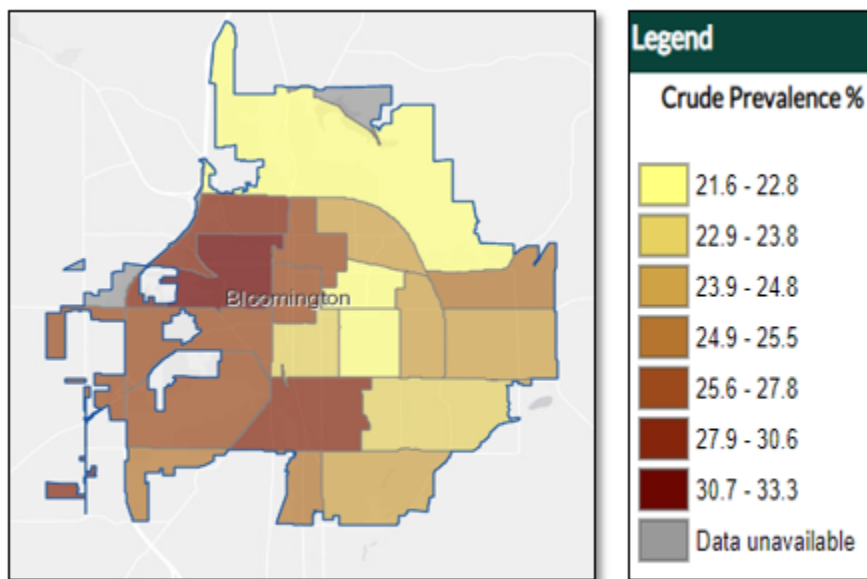 Bloomington
Legend
Crude Prevalence %
21.6 - 22.8
22.9 - 23.8
23.9 - 24.8
24.9 - 25.5
25.6 - 27.8
27.9 - 30.6
30.7 - 33.3
Data unavailable